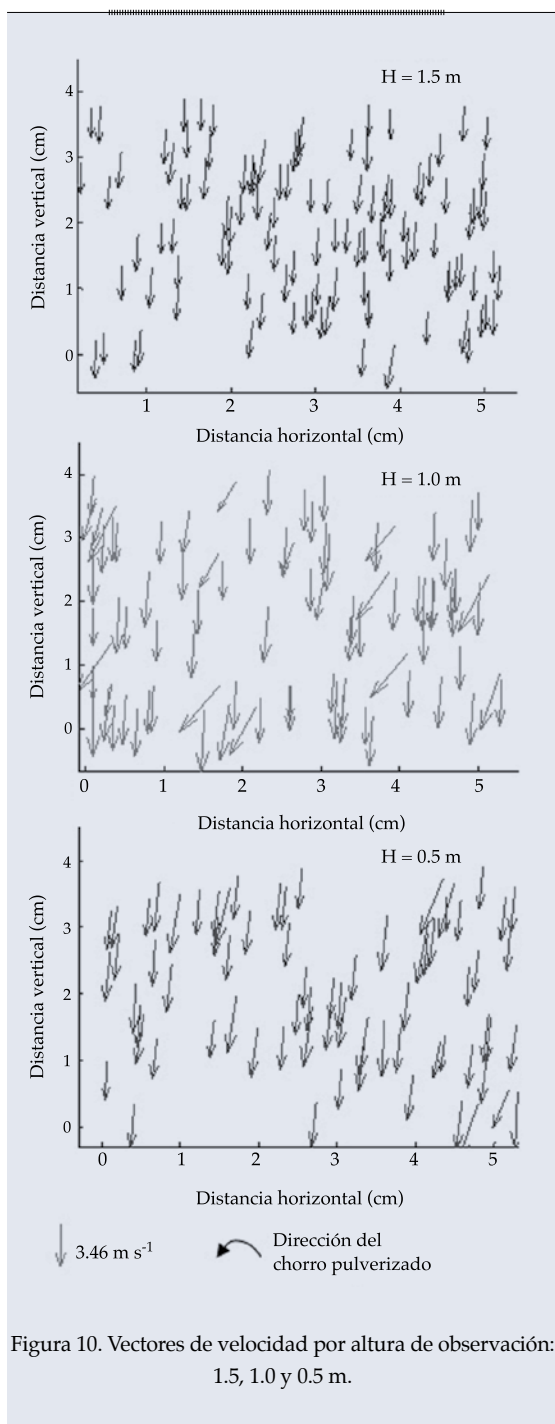 H = 1.5 m
Distancia vertical (cm)
4
3
2
1
0
1 2 3 4 5
Distancia horizontal (cm)
H = 1.0 m
Distancia vertical (cm)
4
3
2
1
0
0 1 2 3 4 5
Distancia horizontal (cm)
H = 0.5 m
Distancia vertical (cm)
4
3
2
1
0
0 1 2 3 4 5
Distancia horizontal (cm)
3.46 m s-1
Dirección del
chorro pulverizado
Figura 10. Vectores de velocidad por altura de observación:
1.5, 1.0 y 0.5 m.